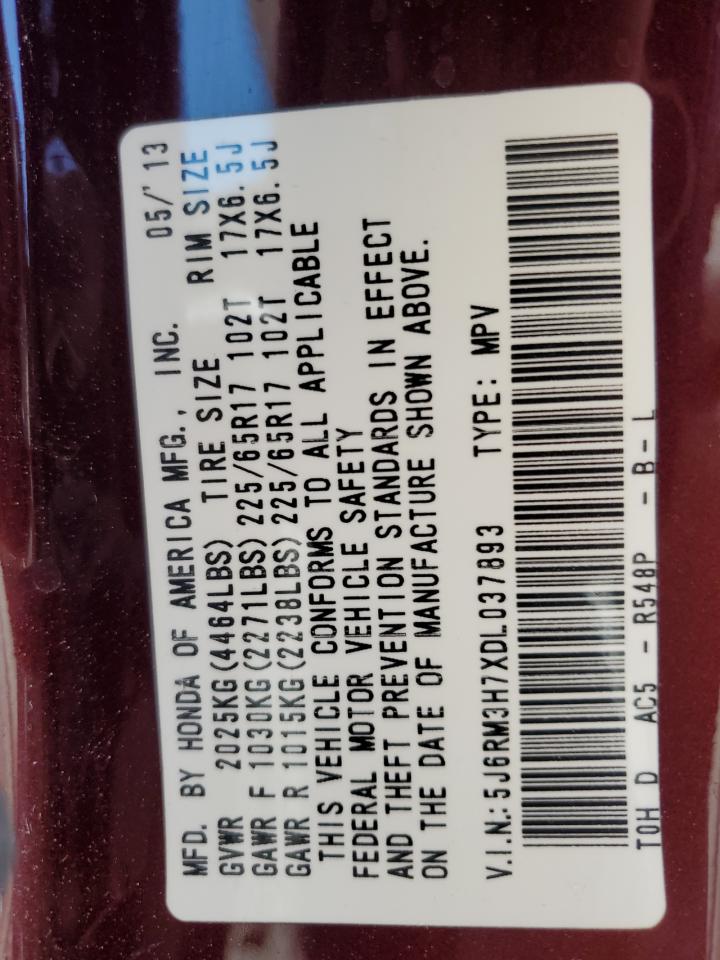 MFD. BY HONDA OF AMERICA MFG., INC. 05/'13
GVWR 2025KG(4464LBS) TIRE SIZE RIM SIZE
GAWR F 1030KG(2271LBS) 225/65R17 102T 17X6.5J
GAWR R 1015KG(2238LBS) 225/65R17 102T 17X6.5J
THIS VEHICLE CONFORMS TO ALL APPLICABLE
FEDERAL MOTOR VEHICLE SAFETY
AND THEFT PREVENTION STANDARDS IN EFFECT
ON THE DATE OF MANUFACTURE SHOWN ABOVE.
V.I.N.: 5J6RM3H7XDL037893 TYPE: MPV
TOH D AC5 - R548P - B - L